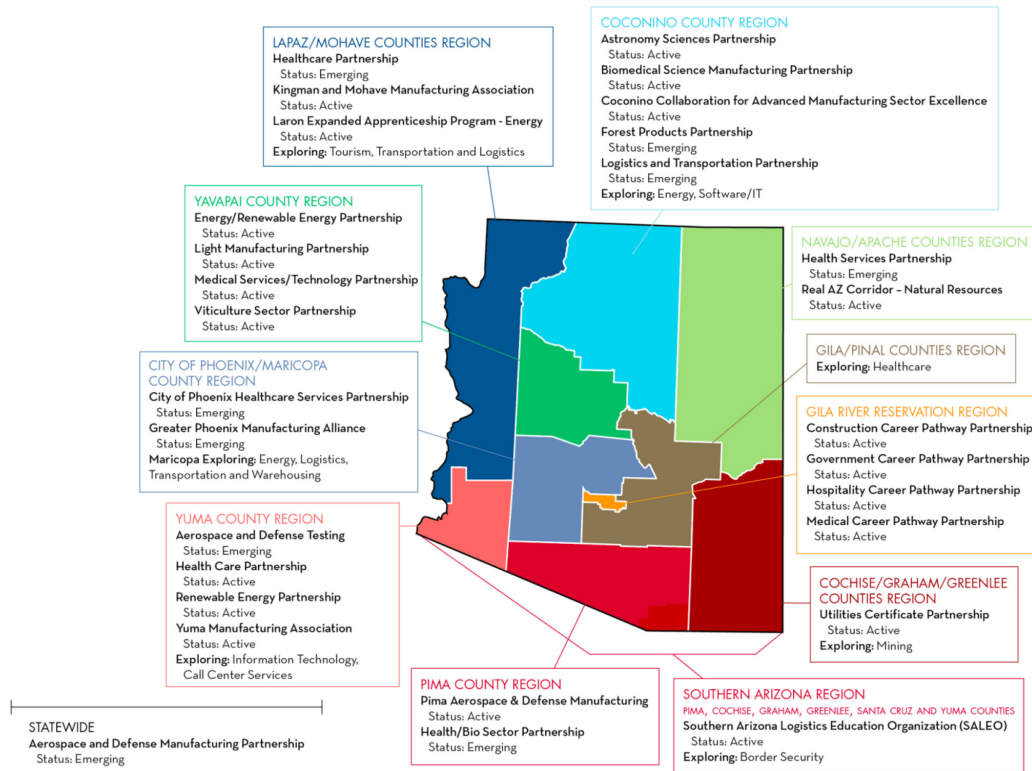 LAPAZ/MOHAVE COUNTIES REGION
Healthcare Partnership
Status: Emerging
Kingman and Mohave Manufacturing Association
Status: Active
Laron Expanded Apprenticeship Program - Energy
Status: Active
Exploring: Tourism, Transportation and Logistics
COCONINO COUNTY REGION
Astronomy Sciences Partnership
Status: Active
Biomedical Science Manufacturing Partnership
Status: Active
Coconino Collaboration for Advanced Manufacturing Sector Excellence
Status: Active
Forest Products Partnership
Status: Emerging
Logistics and Transportation Partnership
Status: Emerging
Exploring: Energy, Software/IT
YAVAPAI COUNTY REGION
Energy/Renewable Energy Partnership
Status: Active
Light Manufacturing Partnership
Status: Active
Medical Services/Technology Partnership
Status: Active
Viticulture Sector Partnership
Status: Active
NAVAJO/APACHE COUNTIES REGION
Health Services Partnership
Status: Emerging
Real AZ Corridor – Natural Resources
Status: Active
GILA/PINAL COUNTIES REGION
Exploring: Healthcare
CITY OF PHOENIX/MARICOPA
COUNTY REGION
City of Phoenix Healthcare Services Partnership
Status: Emerging
Greater Phoenix Manufacturing Alliance
Status: Emerging
Maricopa Exploring: Energy, Logistics,
Transportation and Warehousing
GILA RIVER RESERVATION REGION
Construction Career Pathway Partnership
Status: Active
Government Career Pathway Partnership
Status: Active
Hospitality Career Pathway Partnership
Status: Active
Medical Career Pathway Partnership
Status: Active
YUMA COUNTY REGION
Aerospace and Defense Testing
Status: Emerging
Health Care Partnership
Status: Active
Renewable Energy Partnership
Status: Active
Yuma Manufacturing Association
Status: Active
Exploring: Information Technology,
Call Center Services
COCHISE/GRAHAM/GREENLEE
COUNTIES REGION
Utilities Certificate Partnership
Status: Active
Exploring: Mining
PIMA COUNTY REGION
Pima Aerospace & Defense Manufacturing
Status: Active
Health/Bio Sector Partnership
Status: Emerging
SOUTHERN ARIZONA REGION
PIMA, COCHISE, GRAHAM, GREENLEE, SANTA CRUZ AND YUMA COUNTIES
Southern Arizona Logistics Education Organization (SALEO)
Status: Active
Exploring: Border Security
STATEWIDE
Aerospace and Defense Manufacturing Partnership
Status: Emerging